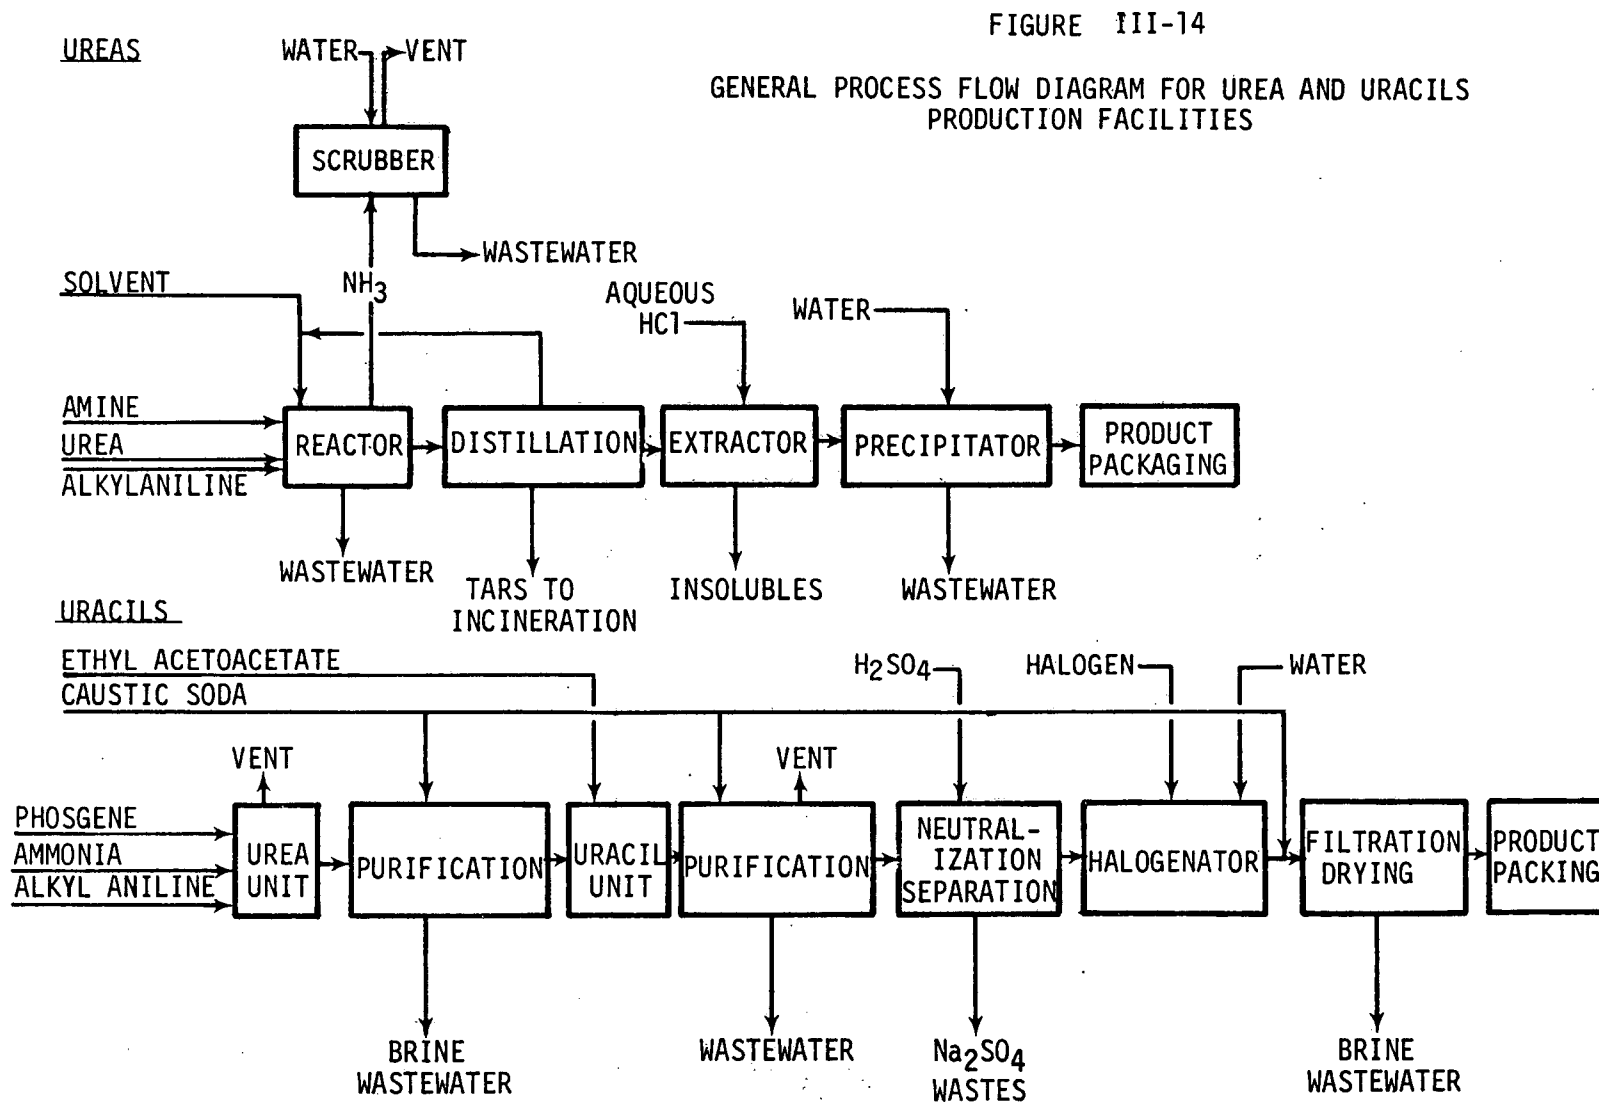 FIGURE III-14
GENERAL PROCESS FLOW DIAGRAM FOR UREA AND URACILS
PRODUCTION FACILITIES
UREAS
WATER
VENT
SCRUBBER
WASTEWATER
SOLVENT
NH3
AQUEOUS
HCl
WATER
AMINE
UREA
ALKYLANILINE
REACTOR
DISTILLATION
EXTRACTOR
PRECIPITATOR
PRODUCT
PACKAGING
WASTEWATER
TARS TO
INCINERATION
INSOLUBLES
WASTEWATER
URACILS
ETHYL ACETOACETATE
CAUSTIC SODA
H2SO4
HALOGEN
WATER
VENT
VENT
PHOSGENE
AMMONIA
ALKYL ANILINE
UREA
UNIT
PURIFICATION
URACIL
UNIT
PURIFICATION
NEUTRAL-
IZATION
SEPARATION
HALOGENATOR
FILTRATION
DRYING
PRODUCT
PACKING
BRINE
WASTEWATER
WASTEWATER
Na2SO4
WASTES
BRINE
WASTEWATER